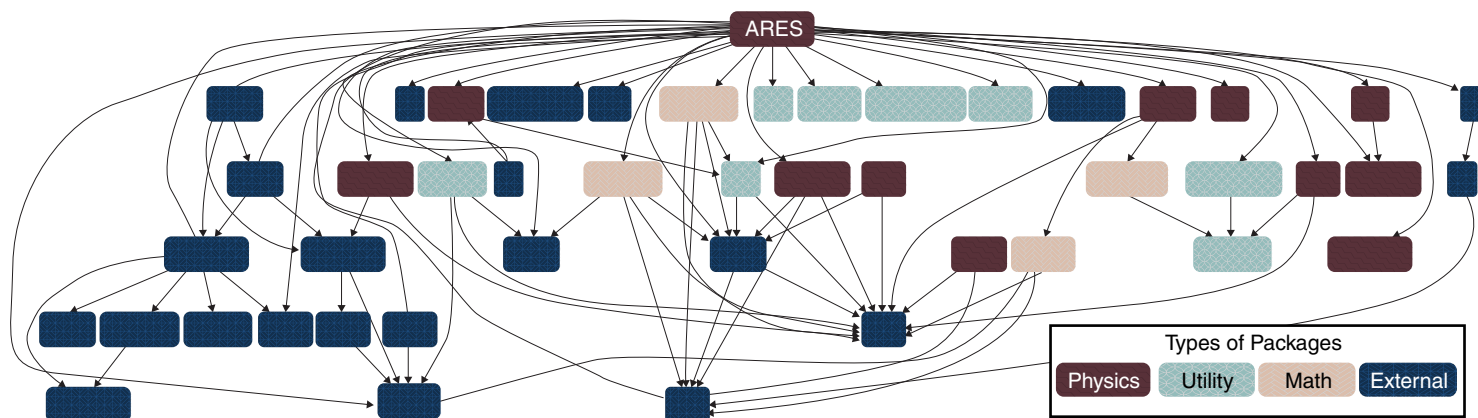 ARES
Types of Packages
Physics
Utility
Math
External